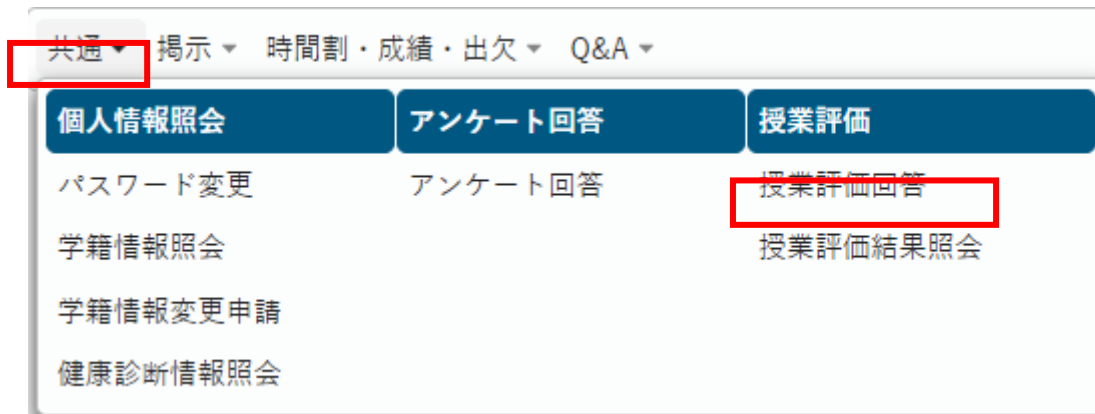 共通 掲示 時間割・成績・出欠 Q&A
個人情報照会 アンケート回答 授業評価
パスワード変更 アンケート回答 授業評価回答
学籍情報照会 授業評価結果照会
学籍情報変更申請
健康診断情報照会